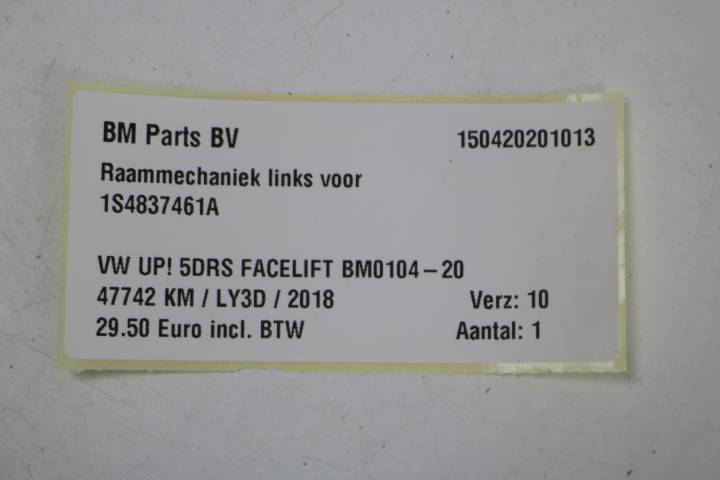 BM Parts BV 150420201013
Raammechaniek links voor
1S4837461A
VW UP! 5DRS FACELIFT BM0104-20
47742 KM / LY3D / 2018 Verz: 10
29.50 Euro incl. BTW Aantal: 1